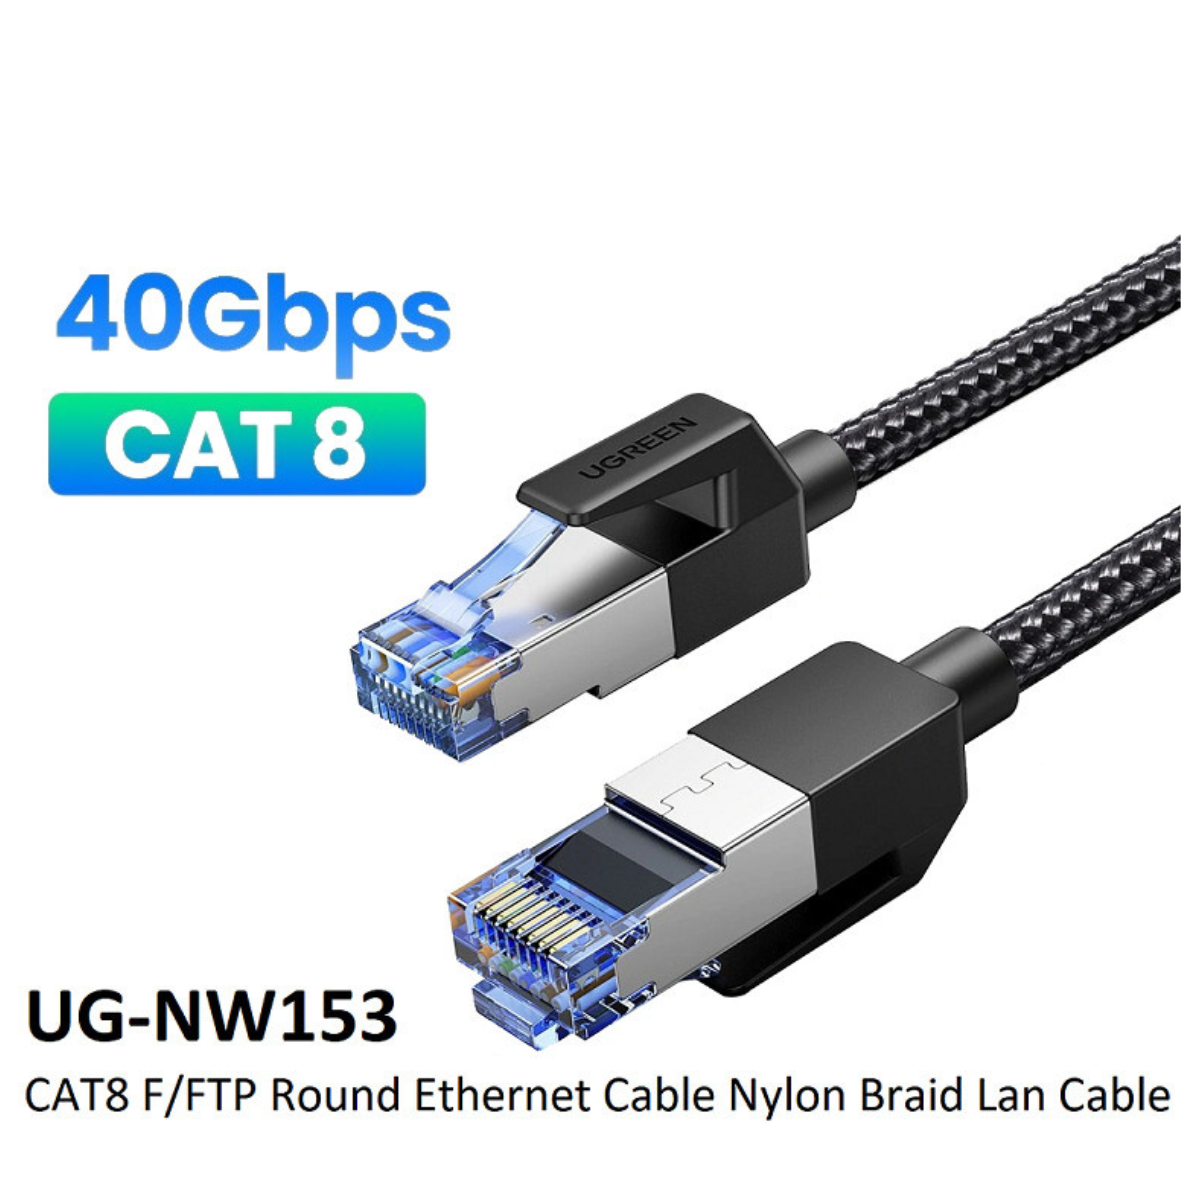 40Gbps
CAT 8
UGREEN
UG-NW153
CAT8 F/FTP Round Ethernet Cable Nylon Braid Lan Cable